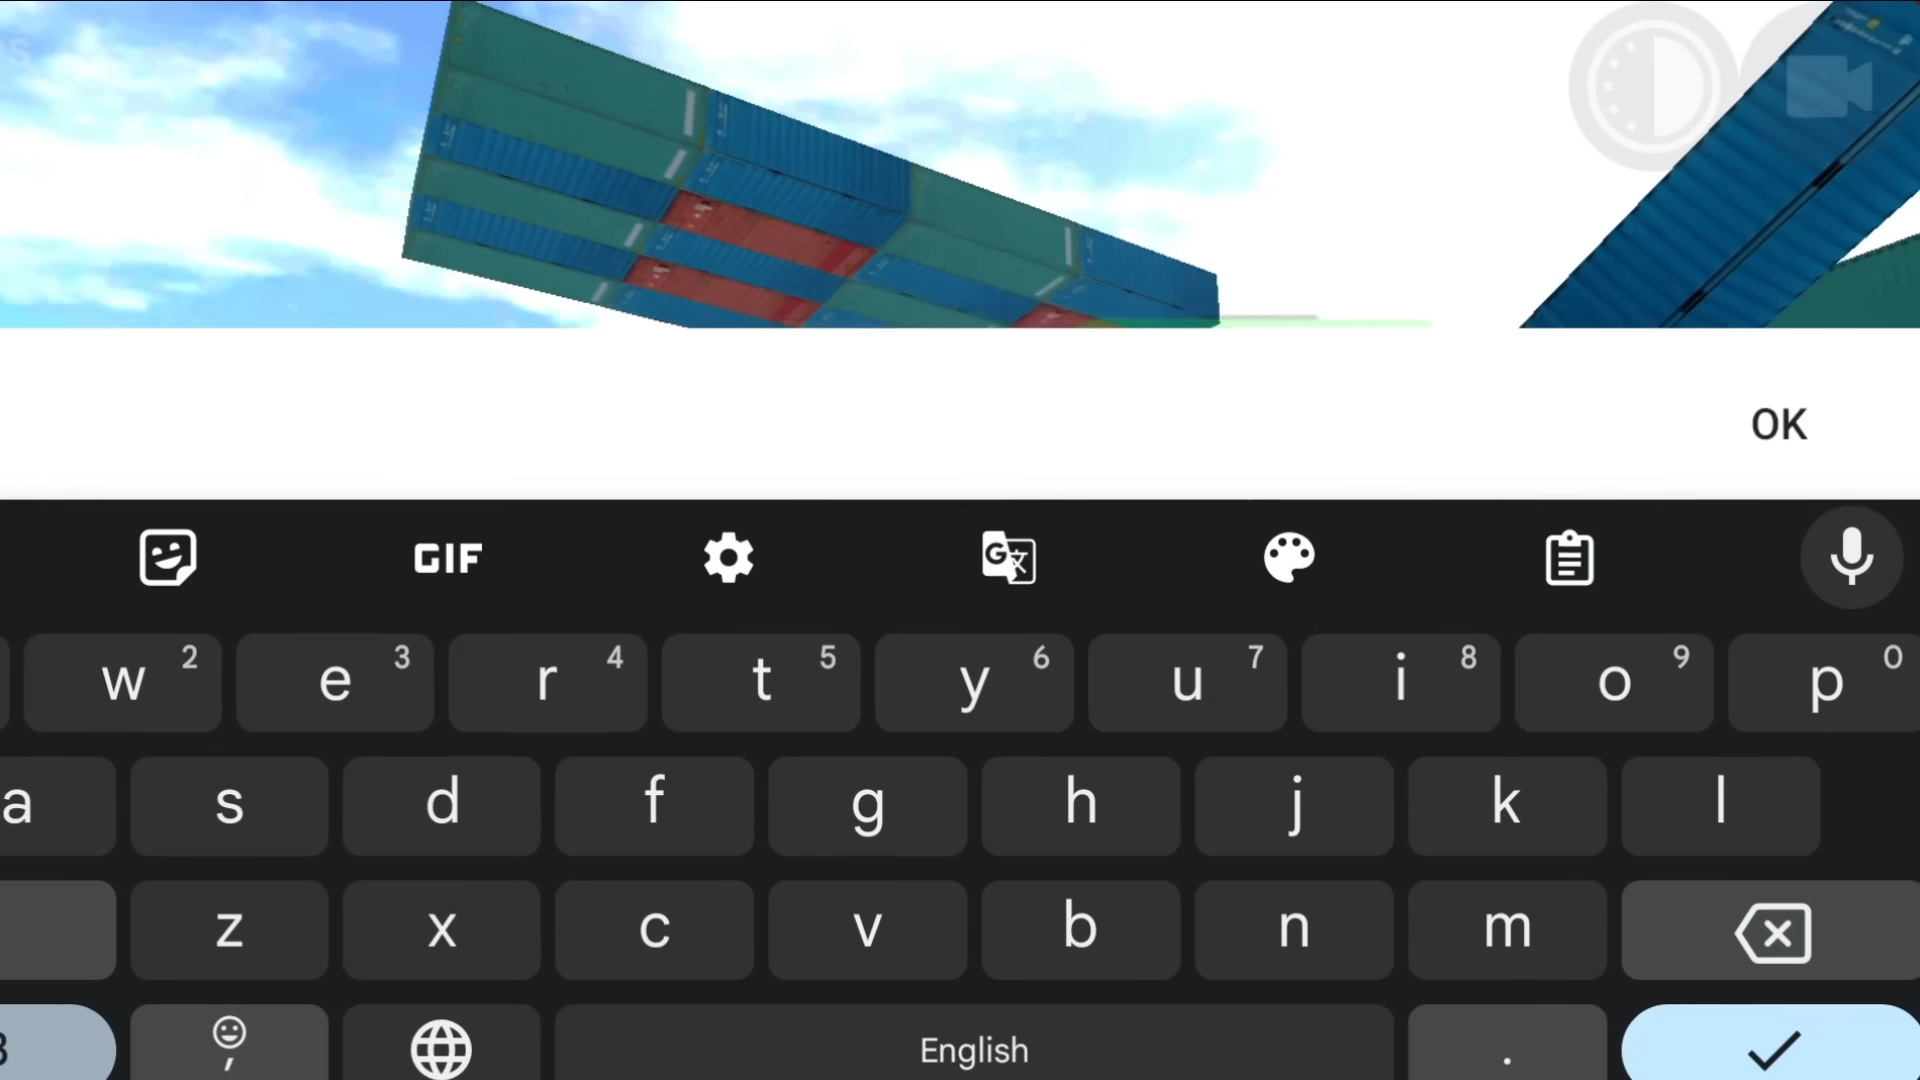 OK
GIF
w 2 e 3 r 4 t 5 y 6 u 7 i 8 o 9 p 0
a s d f g h j k l
z x c v b n m
, English .